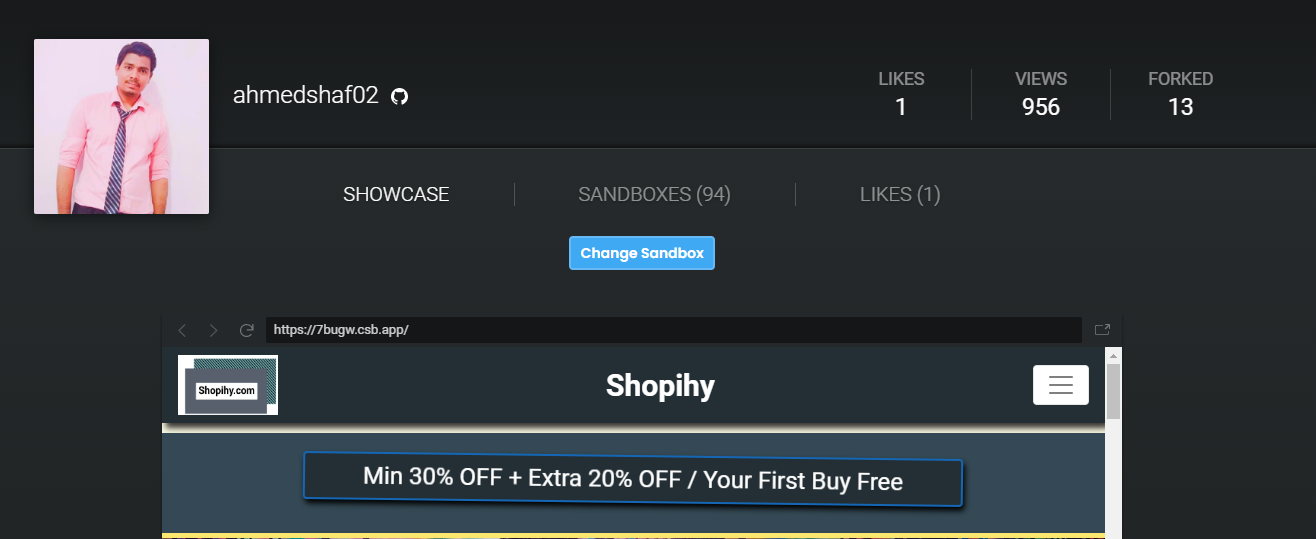 ahmedshaf02
LIKES VIEWS FORKED
1 956 13
SHOWCASE SANDBOXES (94) LIKES (1)
Change Sandbox
https://7bugw.csb.app/
Shopihy.com
Shopihy
Min 30% OFF + Extra 20% OFF / Your First Buy Free